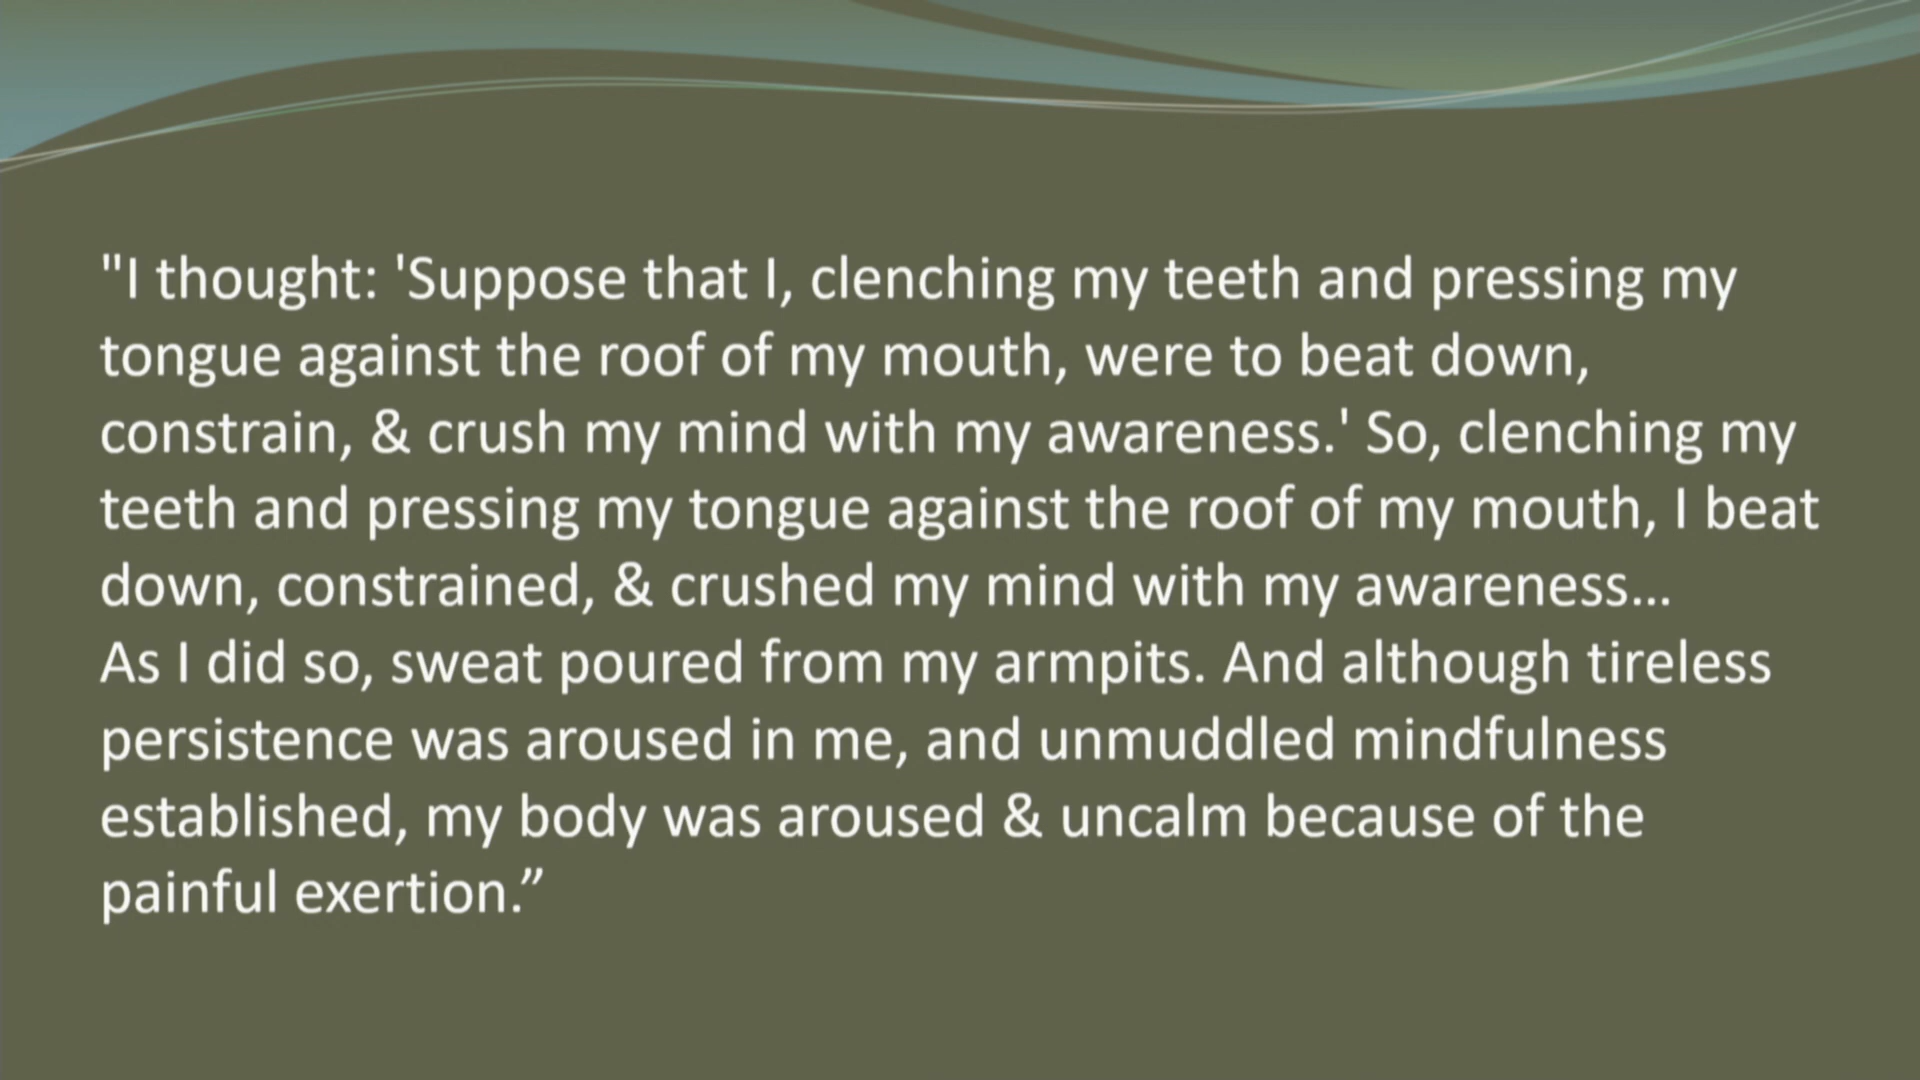 "I thought: 'Suppose that I, clenching my teeth and pressing my
tongue against the roof of my mouth, were to beat down,
constrain, & crush my mind with my awareness.' So, clenching my
teeth and pressing my tongue against the roof of my mouth, I beat
down, constrained, & crushed my mind with my awareness...
As I did so, sweat poured from my armpits. And although tireless
persistence was aroused in me, and unmuddled mindfulness
established, my body was aroused & uncalm because of the
painful exertion.”